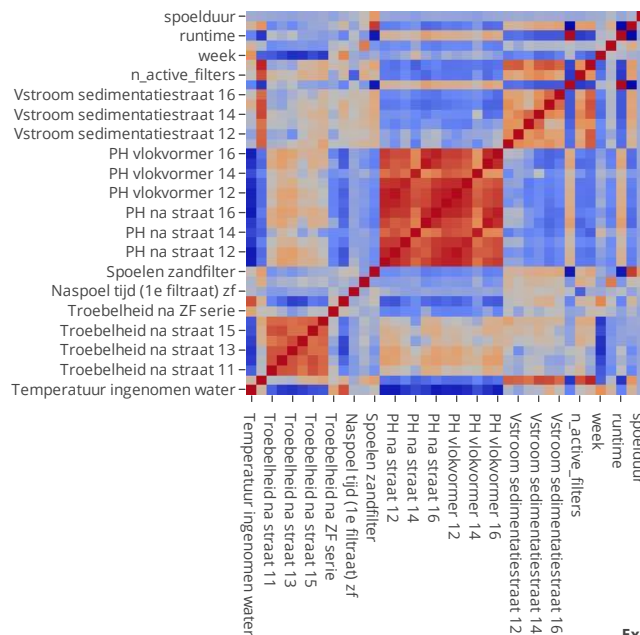 spoelduur
runtime
week
n_active_filters
Vstroom sedimentatiestraat 16
Vstroom sedimentatiestraat 14
Vstroom sedimentatiestraat 12
PH vlokvormer 16
PH vlokvormer 14
PH vlokvormer 12
PH na straat 16
PH na straat 14
PH na straat 12
Spoelen zandfilter
Naspoel tijd (1e filtraat) zf
Troebelheid na ZF serie
Troebelheid na straat 15
Troebelheid na straat 13
Troebelheid na straat 11
Temperatuur ingenomen water
Temperatuur ingenomen water
Troebelheid na straat 11
Troebelheid na straat 13
Troebelheid na straat 15
Troebelheid na ZF serie
Naspoel tijd (1e filtraat) zf
Spoelen zandfilter
PH na straat 12
PH na straat 14
PH na straat 16
PH vlokvormer 12
PH vlokvormer 14
PH vlokvormer 16
Vstroom sedimentatiestraat 12
Vstroom sedimentatiestraat 14
Vstroom sedimentatiestraat 16
n_active_filters
week
runtime
spoelduur
Ex